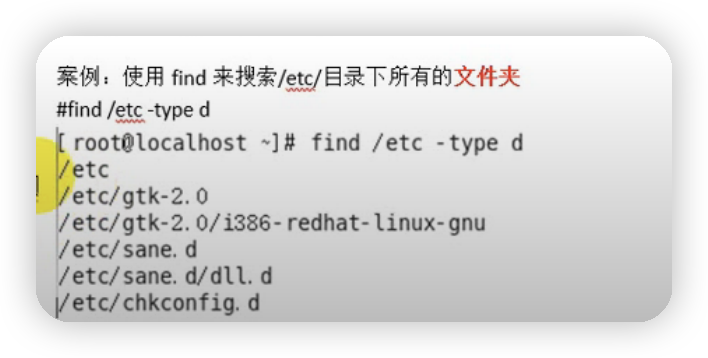 案例：使用 find 来搜索/etc/目录下所有的文件夹
#find /etc -type d
[root@localhost ~]# find /etc -type d
/etc
/etc/gtk-2.0
/etc/gtk-2.0/i386-redhat-linux-gnu
/etc/sane.d
/etc/sane.d/dll.d
/etc/chkconfig.d